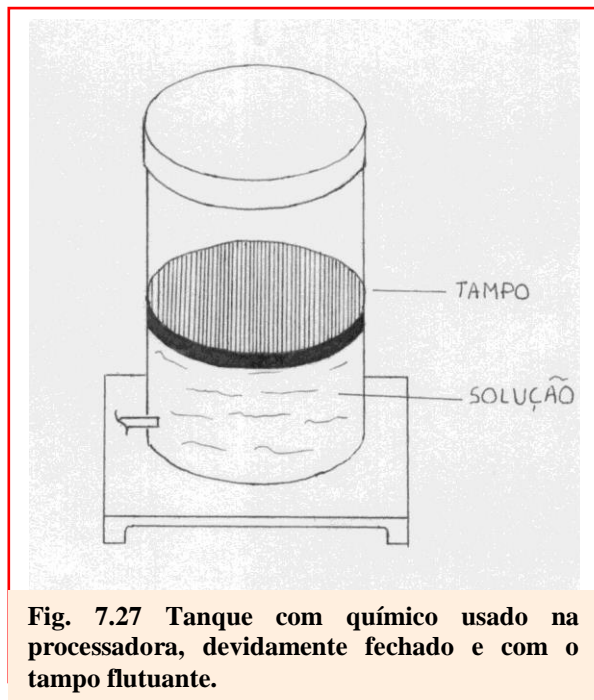 TAMPO
SOLUÇÃO
Fig. 7.27 Tanque com químico usado na
processadora, devidamente fechado e com o
tampo flutuante.